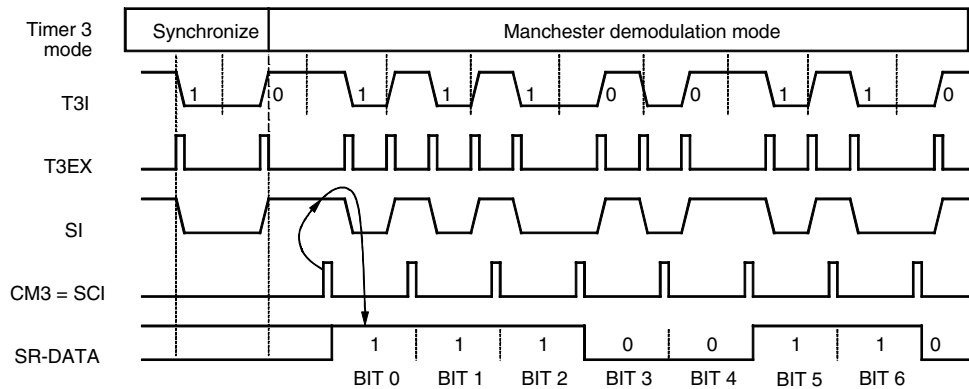 Timer 3 mode
Synchronize
Manchester demodulation mode
T3I
1 0 1 1 1 0 0 1 1 0
T3EX
SI
CM3 = SCI
SR-DATA
1 1 1 0 0 1 1 0
BIT 0 BIT 1 BIT 2 BIT 3 BIT 4 BIT 5 BIT 6